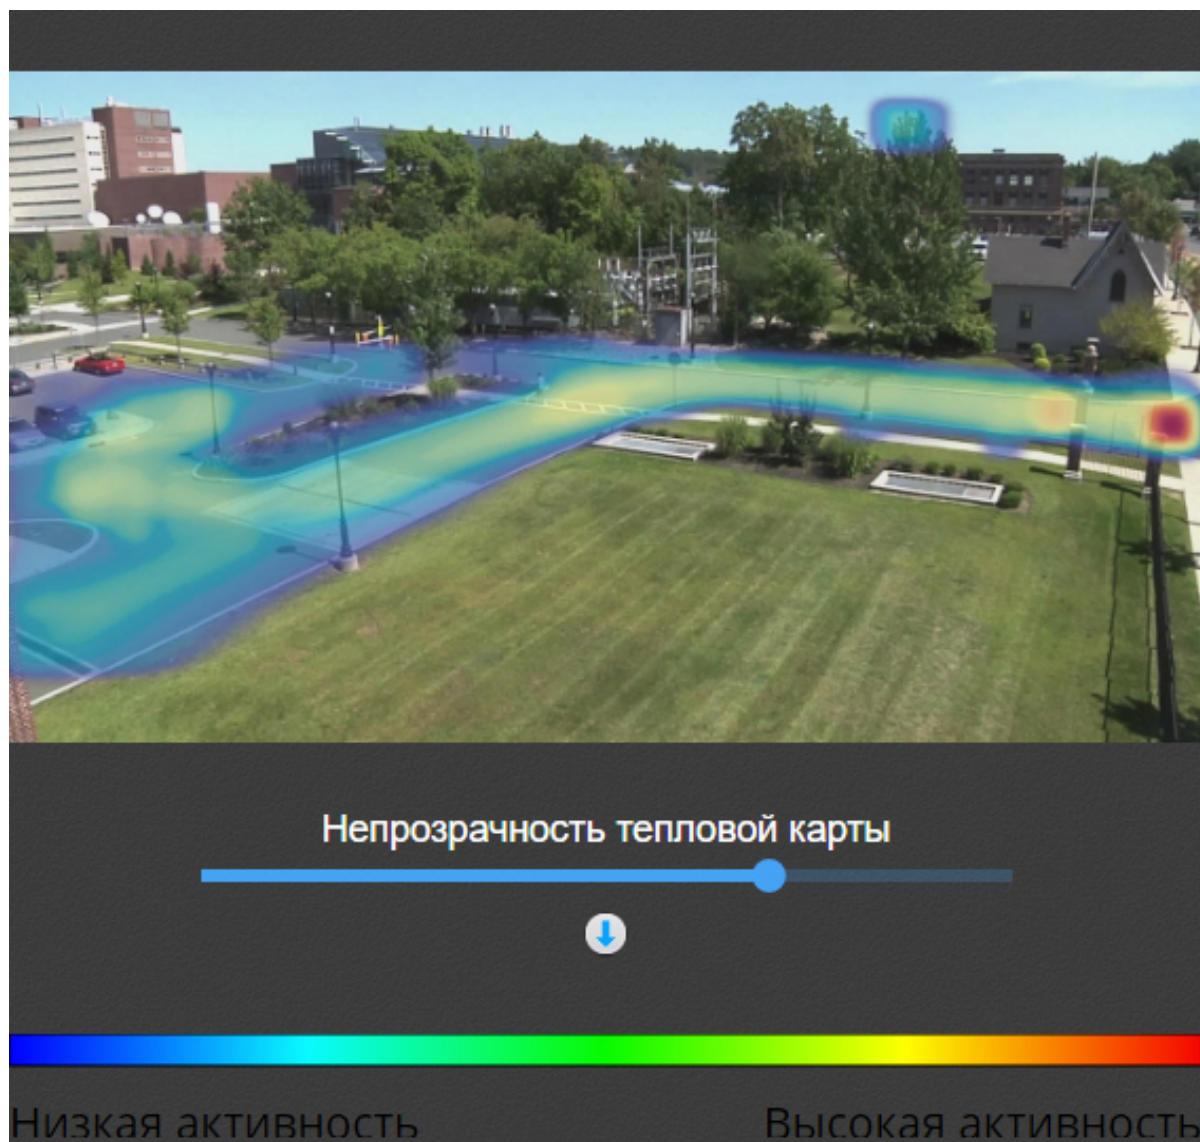 Непрозрачность тепловой карты
Низкая активность
Высокая активность